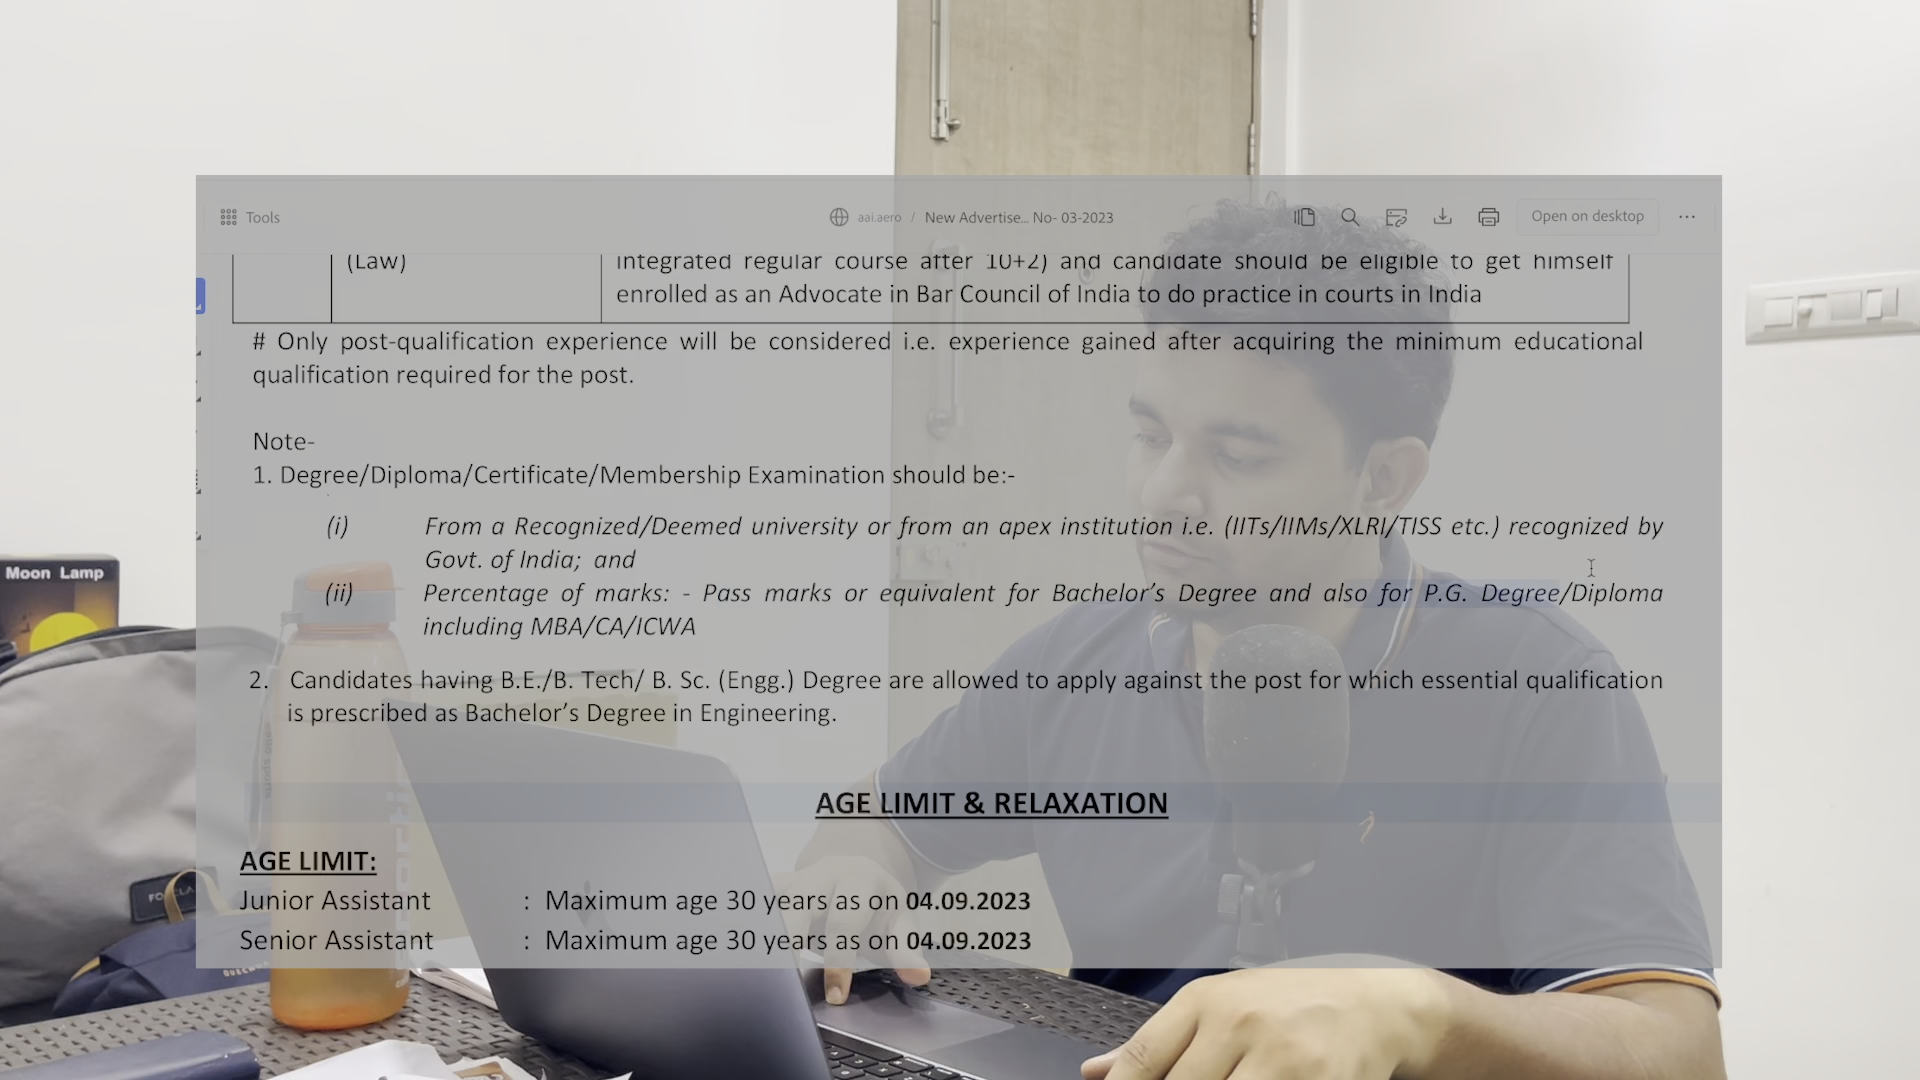 Tools
aai.aero / New Advertise... No- 03-2023
Open on desktop
(Law)
integrated regular course after 10+2) and candidate should be eligible to get himself
enrolled as an Advocate in Bar Council of India to do practice in courts in India
# Only post-qualification experience will be considered i.e. experience gained after acquiring the minimum educational
qualification required for the post.
Note-
1. Degree/Diploma/Certificate/Membership Examination should be:-
(i) From a Recognized/Deemed university or from an apex institution i.e. (IITs/IIMs/XLRI/TISS etc.) recognized by
Govt. of India; and
(ii) Percentage of marks: - Pass marks or equivalent for Bachelor’s Degree and also for P.G. Degree/Diploma
including MBA/CA/ICWA
Moon Lamp
2. Candidates having B.E./B. Tech/ B. Sc. (Engg.) Degree are allowed to apply against the post for which essential qualification
is prescribed as Bachelor’s Degree in Engineering.
AGE LIMIT & RELAXATION
AGE LIMIT:
Junior Assistant : Maximum age 30 years as on 04.09.2023
Senior Assistant : Maximum age 30 years as on 04.09.2023